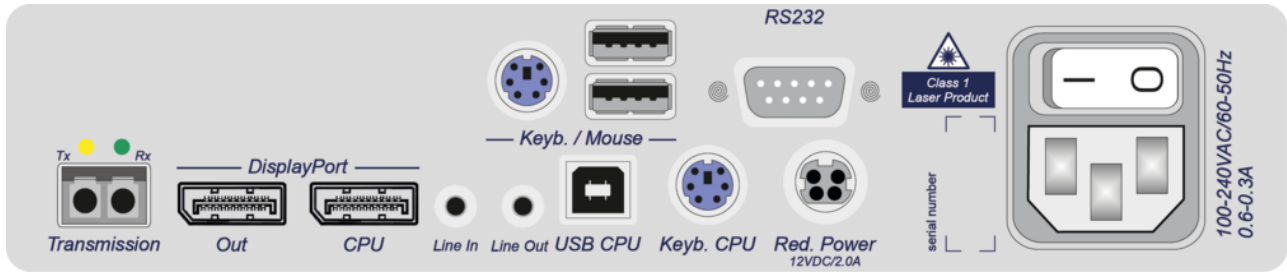 RS232
Class 1
Laser Product
Keyb. / Mouse
Tx
Rx
DisplayPort
serial number
100-240VAC/60-50Hz
0.6-0.3A
Transmission
Out
CPU
Line In
Line Out
USB CPU
Keyb. CPU
Red. Power
12VDC/2.0A